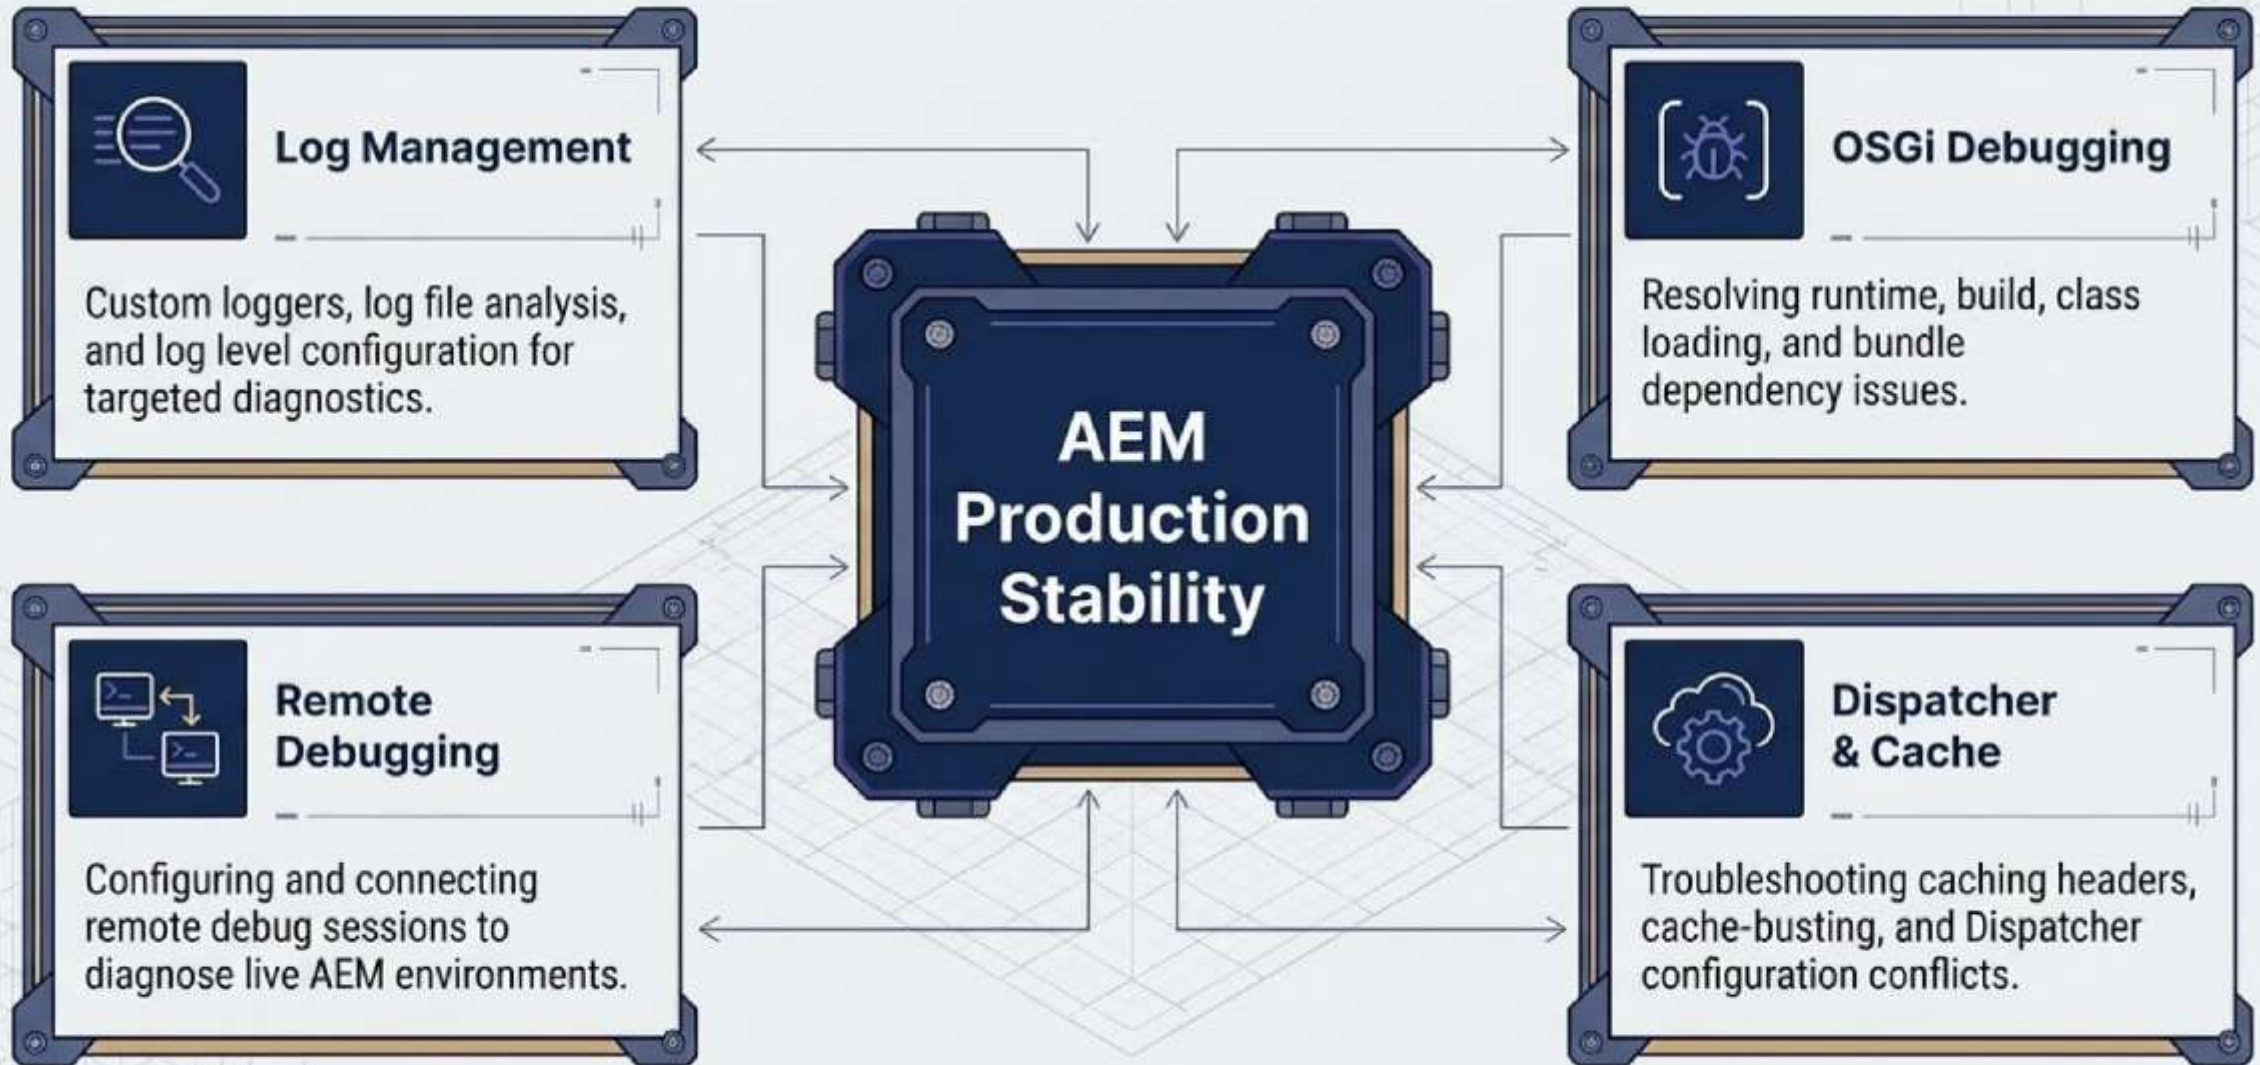 Log Management
Custom loggers, log file analysis,
and log level configuration for
targeted diagnostics.
OSGi Debugging
Resolving runtime, build, class
loading, and bundle
dependency issues.
AEM
Production
Stability
Remote
Debugging
Configuring and connecting
remote debug sessions to
diagnose live AEM environments.
Dispatcher
& Cache
Troubleshooting caching headers,
cache-busting, and Dispatcher
configuration conflicts.